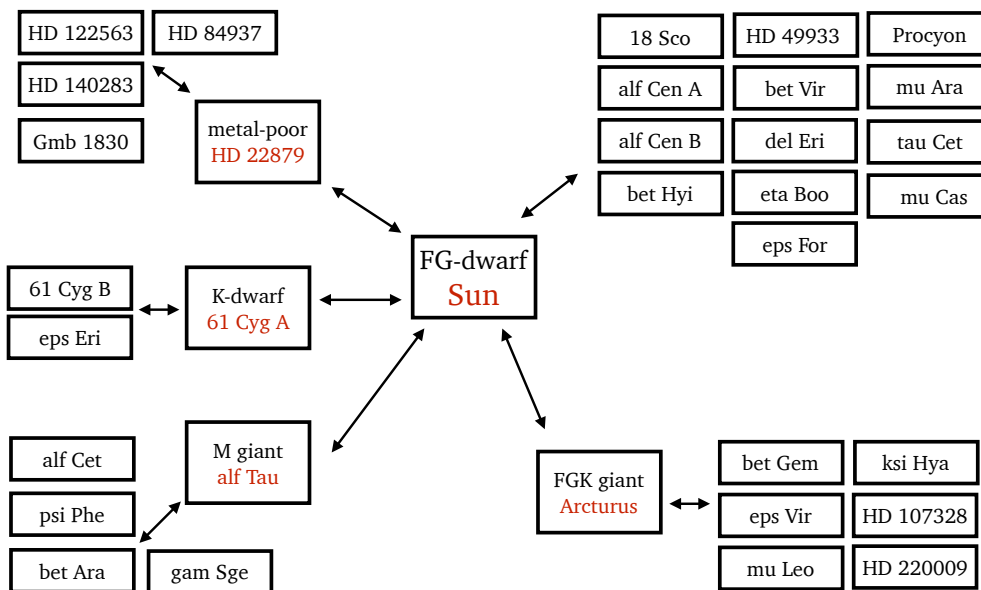 HD 122563
HD 84937
HD 140283
Gmb 1830
metal-poor
HD 22879
18 Sco
HD 49933
Procyon
alf Cen A
bet Vir
mu Ara
alf Cen B
del Eri
tau Cet
bet Hyi
eta Boo
mu Cas
eps For
FG-dwarf
Sun
61 Cyg B
eps Eri
K-dwarf
61 Cyg A
alf Cet
psi Phe
bet Ara
gam Sge
M giant
alf Tau
FGK giant
Arcturus
bet Gem
ksi Hya
eps Vir
HD 107328
mu Leo
HD 220009